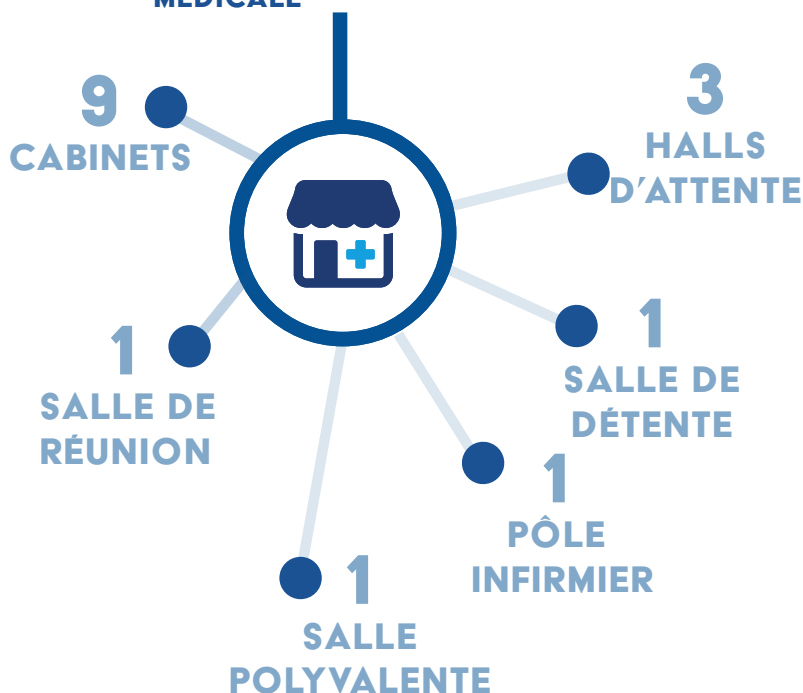 MÉDICALE
9
CABINETS
3
HALLS
D'ATTENTE
1
SALLE DE
RÉUNION
1
SALLE DE
DÉTENTE
1
PÔLE
INFIRMIER
1
SALLE
POLYVALENTE